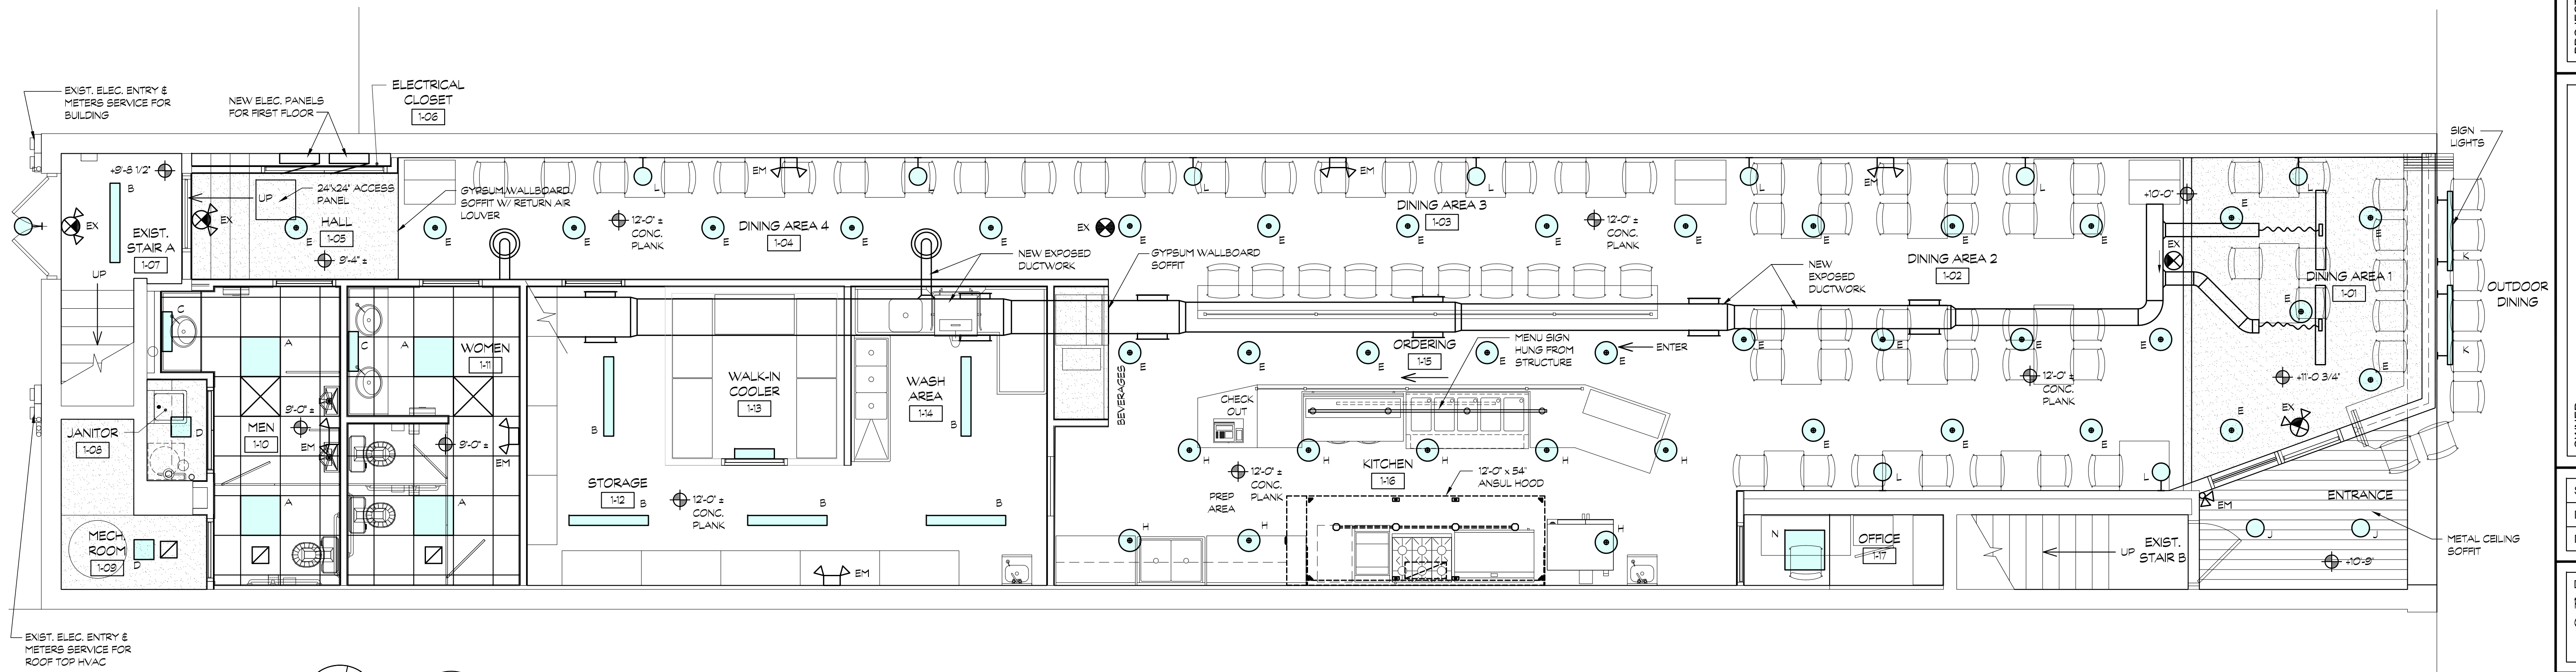 EXIST. ELEC. ENTRY &
METERS SERVICE FOR
BUILDING
NEW ELEC. PANELS
FOR FIRST FLOOR
ELECTRICAL
CLOSET
1-06
SIGN
LIGHTS
+9'-8 1/2"
B
EX
EXIST.
STAIR A
1-07
UP
EX
UP
24"X24" ACCESS
PANEL
HALL
1-05
E
9'-4" ±
GYPSUM WALLBOARD
SOFFIT W/ RETURN AIR
LOUVER
E
E
12'-0" ±
CONC.
PLANK
L
E
DINING AREA 4
1-04
EM
E
L
E
NEW EXPOSED
DUCTWORK
EX
E
GYPSUM WALLBOARD
SOFFIT
L
E
EM
DINING AREA 3
1-03
E
L
E
12'-0" ±
CONC.
PLANK
E
L
E
EM
E
L
E
NEW
EXPOSED
DUCTWORK
DINING AREA 2
1-02
+10'-0"
EX
E
L
E
DINING AREA 1
1-01
E
K
K
OUTDOOR
DINING
C
A
MEN
1-10
9'-0" ±
EM
A
C
A
WOMEN
1-11
9'-0" ±
EM
A
JANITOR
1-08
D
MECH.
ROOM
1-09
D
B
STORAGE
1-12
B
12'-0" ±
CONC.
PLANK
WALK-IN
COOLER
1-13
B
WASH
AREA
1-14
B
B
EM
BEVERAGES
E
E
E
E
E
ORDERING
1-15
MENU SIGN
HUNG FROM
STRUCTURE
ENTER
CHECK
OUT
H
H
H
H
H
12'-0" ±
CONC.
PLANK
KITCHEN
1-16
12'-0" x 54"
ANSUL HOOD
PREP
AREA
H
H
H
E
E
E
E
12'-0" ±
CONC.
PLANK
E
E
E
L
L
+11'-0 3/4"
E
E
EX
N
OFFICE
1-17
UP
EXIST.
STAIR B
EM
ENTRANCE
J
J
+10'-9"
METAL CEILING
SOFFIT
EXIST. ELEC. ENTRY &
METERS SERVICE FOR
ROOF TOP HVAC